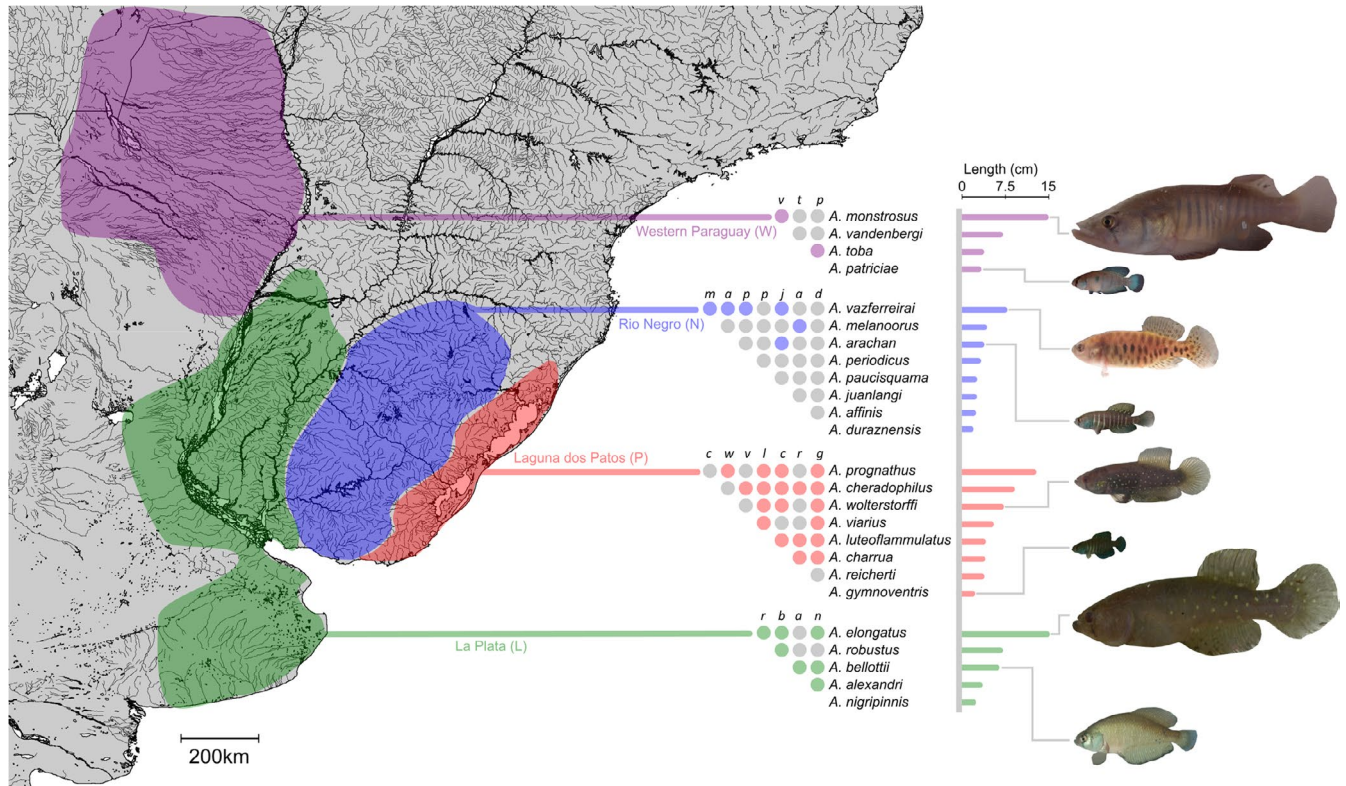 Length (cm)
0 7.5 15
v t p
A. monstrosus
Western Paraguay (W)
A. vandenbergi
A. toba
A. patriciae
m a p p j a d
A. vazferreirai
Rio Negro (N)
A. melanoorus
A. arachan
A. periodicus
A. paucisquama
A. juanlangi
A. affinis
A. duraznensis
c w v l c r g
Laguna dos Patos (P)
A. prognathus
A. cheradophilus
A. wolterstorffi
A. viarius
A. luteoflammulatus
A. charrua
A. reicherti
A. gymnoventris
r b a n
A. elongatus
La Plata (L)
A. robustus
A. bellottii
A. alexandri
A. nigripinnis
200km